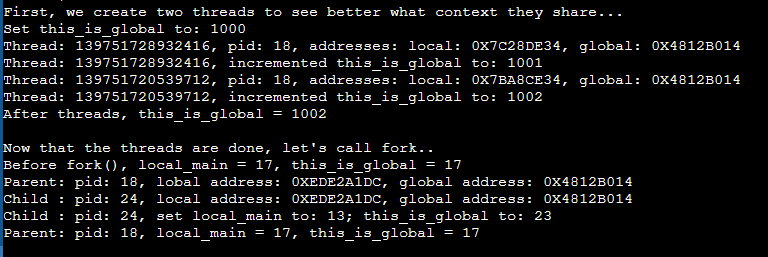 First, we create two threads to see better what context they share...
Set this_is_global to: 1000
Thread: 139751728932416, pid: 18, addresses: local: 0X7C28DE34, global: 0X4812B014
Thread: 139751728932416, incremented this_is_global to: 1001
Thread: 139751720539712, pid: 18, addresses: local: 0X7BA8CE34, global: 0X4812B014
Thread: 139751720539712, incremented this_is_global to: 1002
After threads, this_is_global = 1002

Now that the threads are done, let's call fork..
Before fork(), local_main = 17, this_is_global = 17
Parent: pid: 18, lobal address: 0XEDE2A1DC, global address: 0X4812B014
Child : pid: 24, local address: 0XEDE2A1DC, global address: 0X4812B014
Child : pid: 24, set local_main to: 13; this_is_global to: 23
Parent: pid: 18, local_main = 17, this_is_global = 17